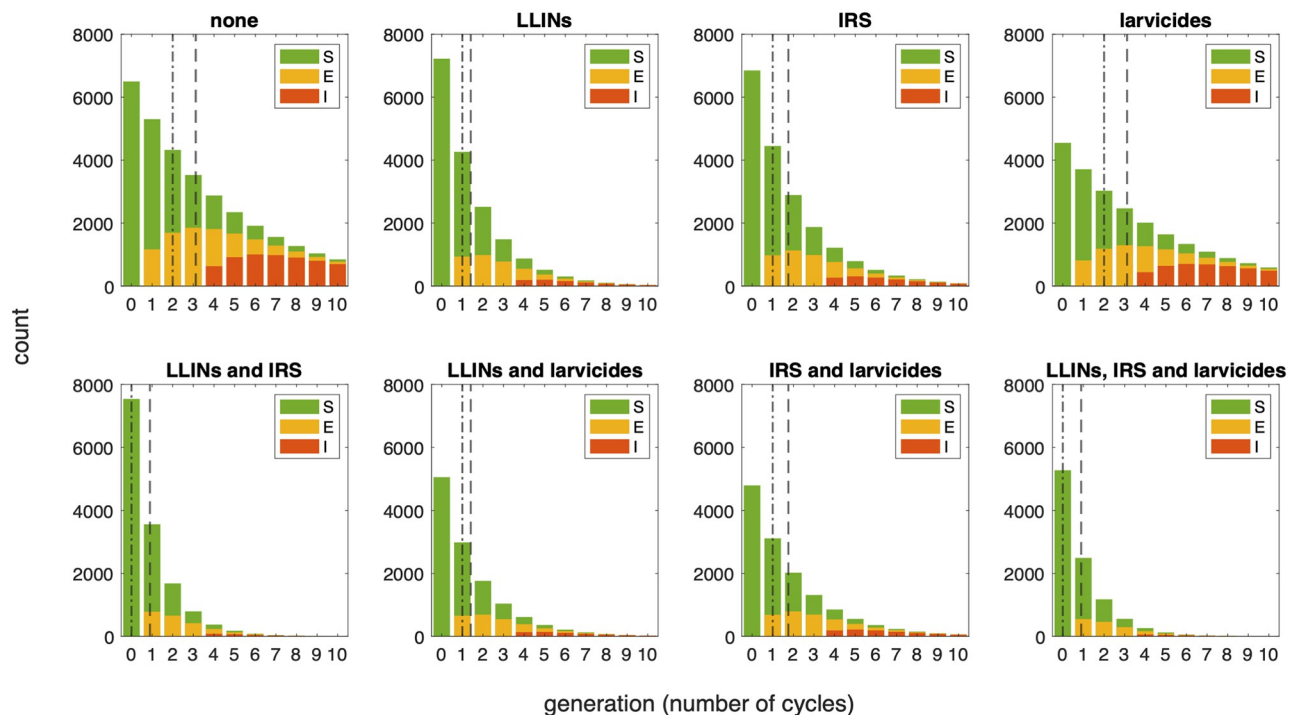 none
LLINs
IRS
larvicides
8000
6000
4000
2000
0
S
E
I
0 1 2 3 4 5 6 7 8 9 10
8000
6000
4000
2000
0
S
E
I
0 1 2 3 4 5 6 7 8 9 10
8000
6000
4000
2000
0
S
E
I
0 1 2 3 4 5 6 7 8 9 10
8000
6000
4000
2000
0
S
E
I
0 1 2 3 4 5 6 7 8 9 10
count
LLINs and IRS
LLINs and larvicides
IRS and larvicides
LLINs, IRS and larvicides
8000
6000
4000
2000
0
S
E
I
0 1 2 3 4 5 6 7 8 9 10
8000
6000
4000
2000
0
S
E
I
0 1 2 3 4 5 6 7 8 9 10
8000
6000
4000
2000
0
S
E
I
0 1 2 3 4 5 6 7 8 9 10
8000
6000
4000
2000
0
S
E
I
0 1 2 3 4 5 6 7 8 9 10
generation (number of cycles)